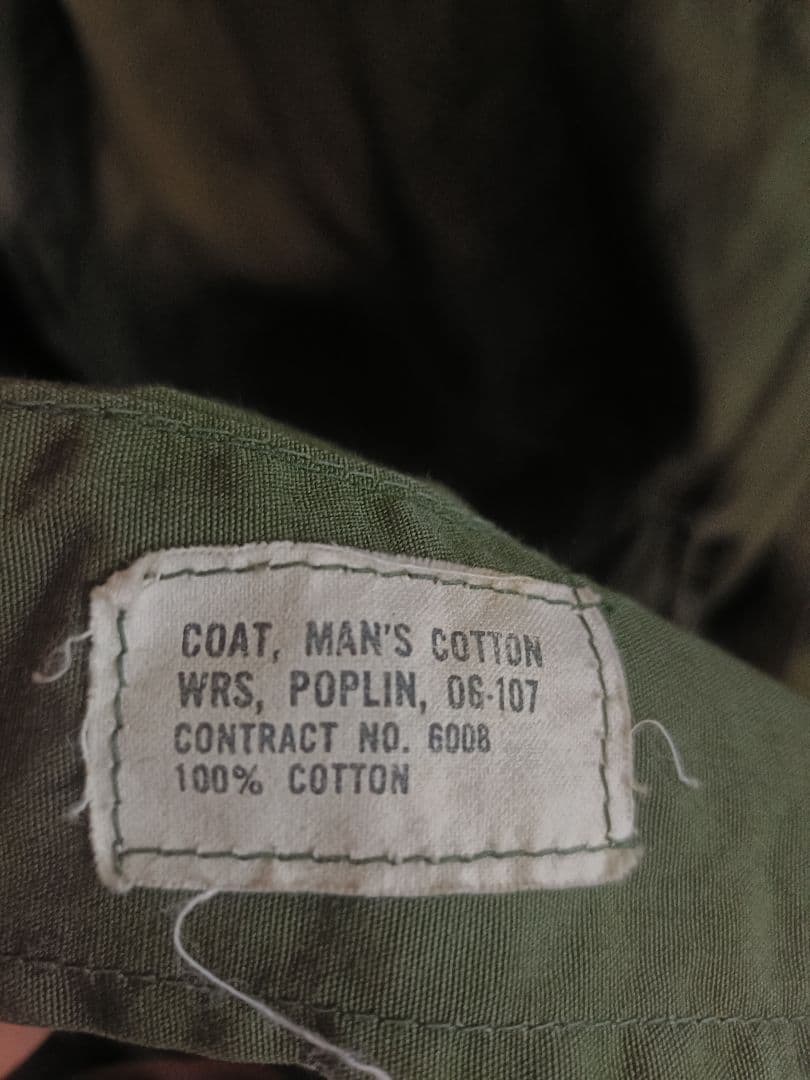 COAT, MAN'S COTTON
WRS, POPLIN, OG-107
CONTRACT NO. 6008
100% COTTON